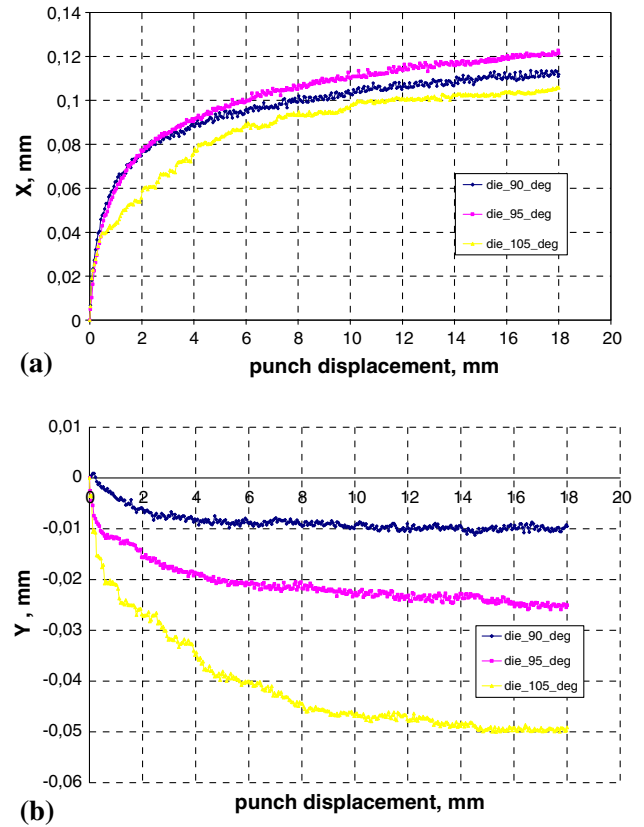 0,14
0,12
0,1
0,08
0,06
0,04
0,02
0
X, mm
die_90_deg
die_95_deg
die_105_deg
0 2 4 6 8 10 12 14 16 18 20
punch displacement, mm
(a)
0,01
0
-0,01
-0,02
-0,03
-0,04
-0,05
-0,06
Y , mm
0 2 4 6 8 10 12 14 16 18 20
die_90_deg
die_95_deg
die_105_deg
punch displacement, mm
(b)